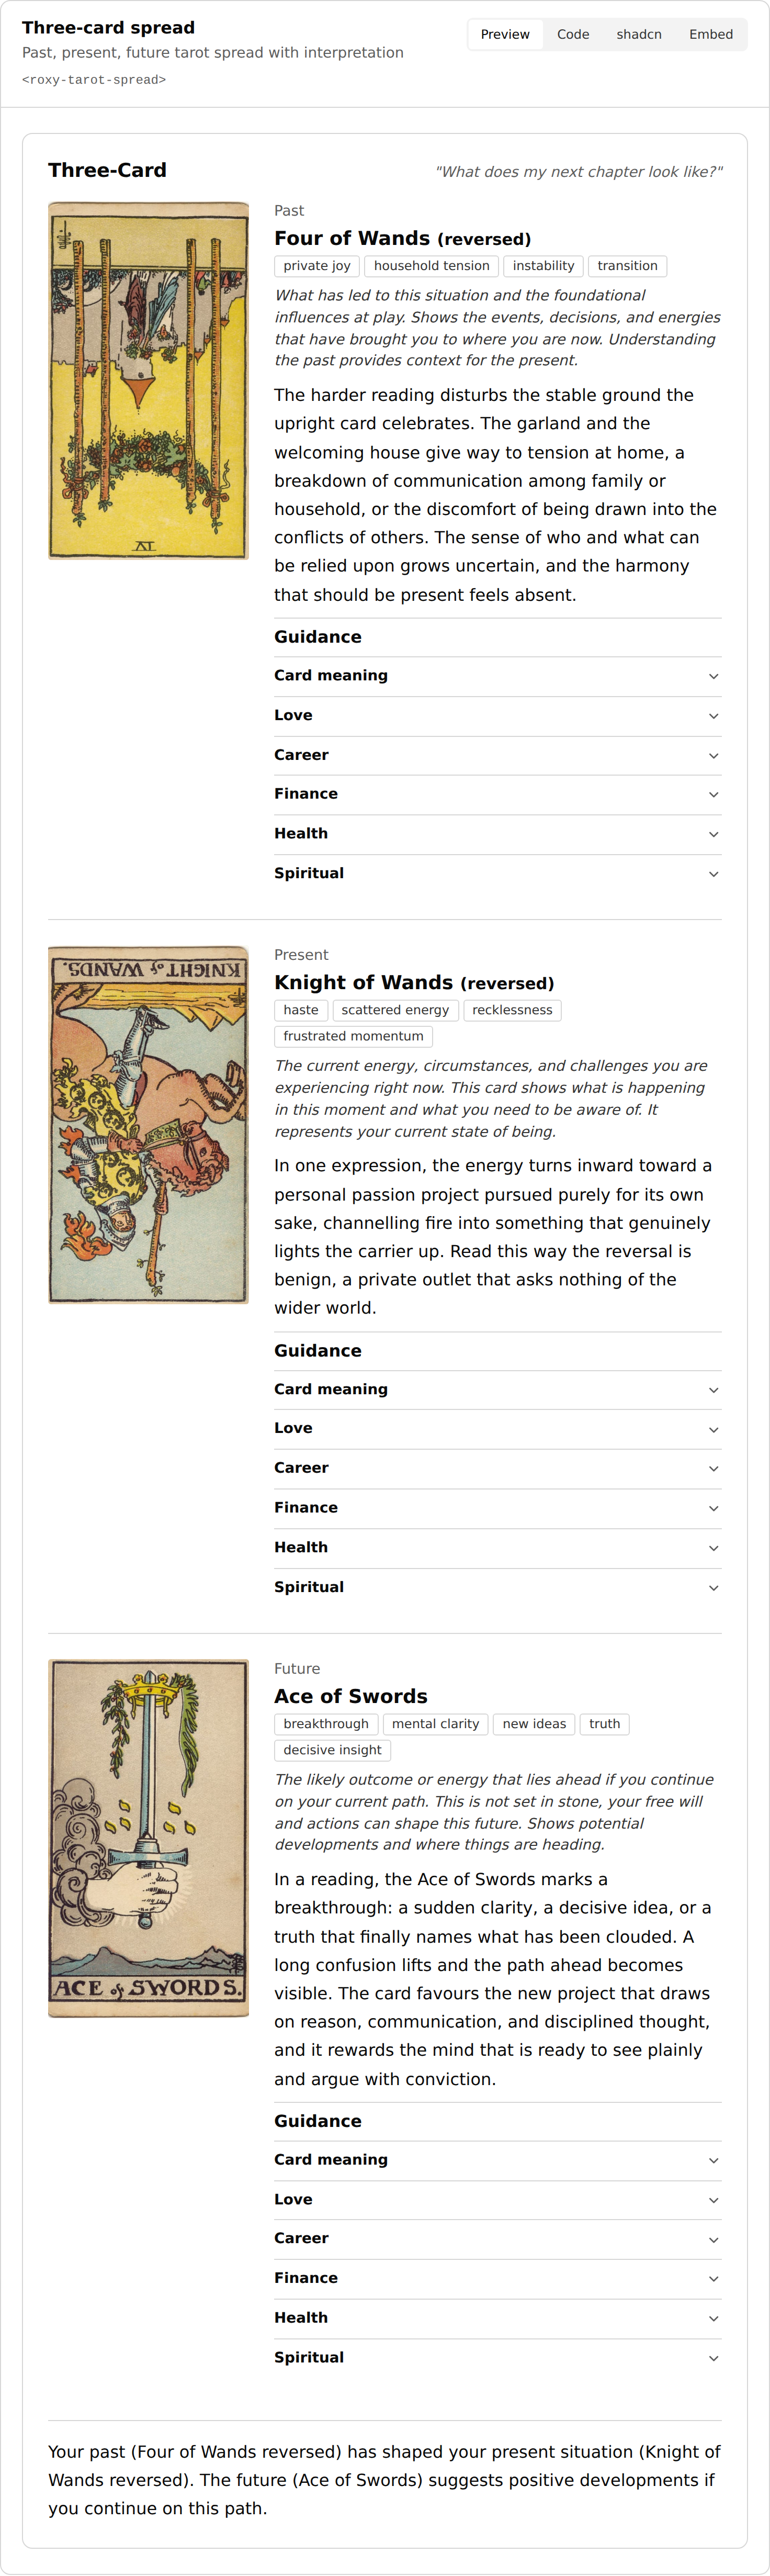 Three-card spread
Past, present, future tarot spread with interpretation
<roxy-tarot-spread>
Preview
Code
shadcn
Embed
Three-Card
"What does my next chapter look like?"
Past
Four of Wands (reversed)
private joy
household tension
instability
transition
What has led to this situation and the foundational
influences at play. Shows the events, decisions, and energies
that have brought you to where you are now. Understanding
the past provides context for the present.
The harder reading disturbs the stable ground the
upright card celebrates. The garland and the
welcoming house give way to tension at home, a
breakdown of communication among family or
household, or the discomfort of being drawn into the
conflicts of others. The sense of who and what can
be relied upon grows uncertain, and the harmony
that should be present feels absent.
IV
Guidance
Card meaning
Love
Career
Finance
Health
Spiritual
KNIGHT of WANDS.
Present
Knight of Wands (reversed)
haste
scattered energy
recklessness
frustrated momentum
The current energy, circumstances, and challenges you are
experiencing right now. This card shows what is happening
in this moment and what you need to be aware of. It
represents your current state of being.
In one expression, the energy turns inward toward a
personal passion project pursued purely for its own
sake, channelling fire into something that genuinely
lights the carrier up. Read this way the reversal is
benign, a private outlet that asks nothing of the
wider world.
Guidance
Card meaning
Love
Career
Finance
Health
Spiritual
Future
Ace of Swords
breakthrough
mental clarity
new ideas
truth
decisive insight
The likely outcome or energy that lies ahead if you continue
on your current path. This is not set in stone, your free will
and actions can shape this future. Shows potential
developments and where things are heading.
In a reading, the Ace of Swords marks a
breakthrough: a sudden clarity, a decisive idea, or a
truth that finally names what has been clouded. A
long confusion lifts and the path ahead becomes
visible. The card favours the new project that draws
on reason, communication, and disciplined thought,
and it rewards the mind that is ready to see plainly
and argue with conviction.
ACE of SWORDS.
Guidance
Card meaning
Love
Career
Finance
Health
Spiritual
Your past (Four of Wands reversed) has shaped your present situation (Knight of
Wands reversed). The future (Ace of Swords) suggests positive developments if
you continue on this path.